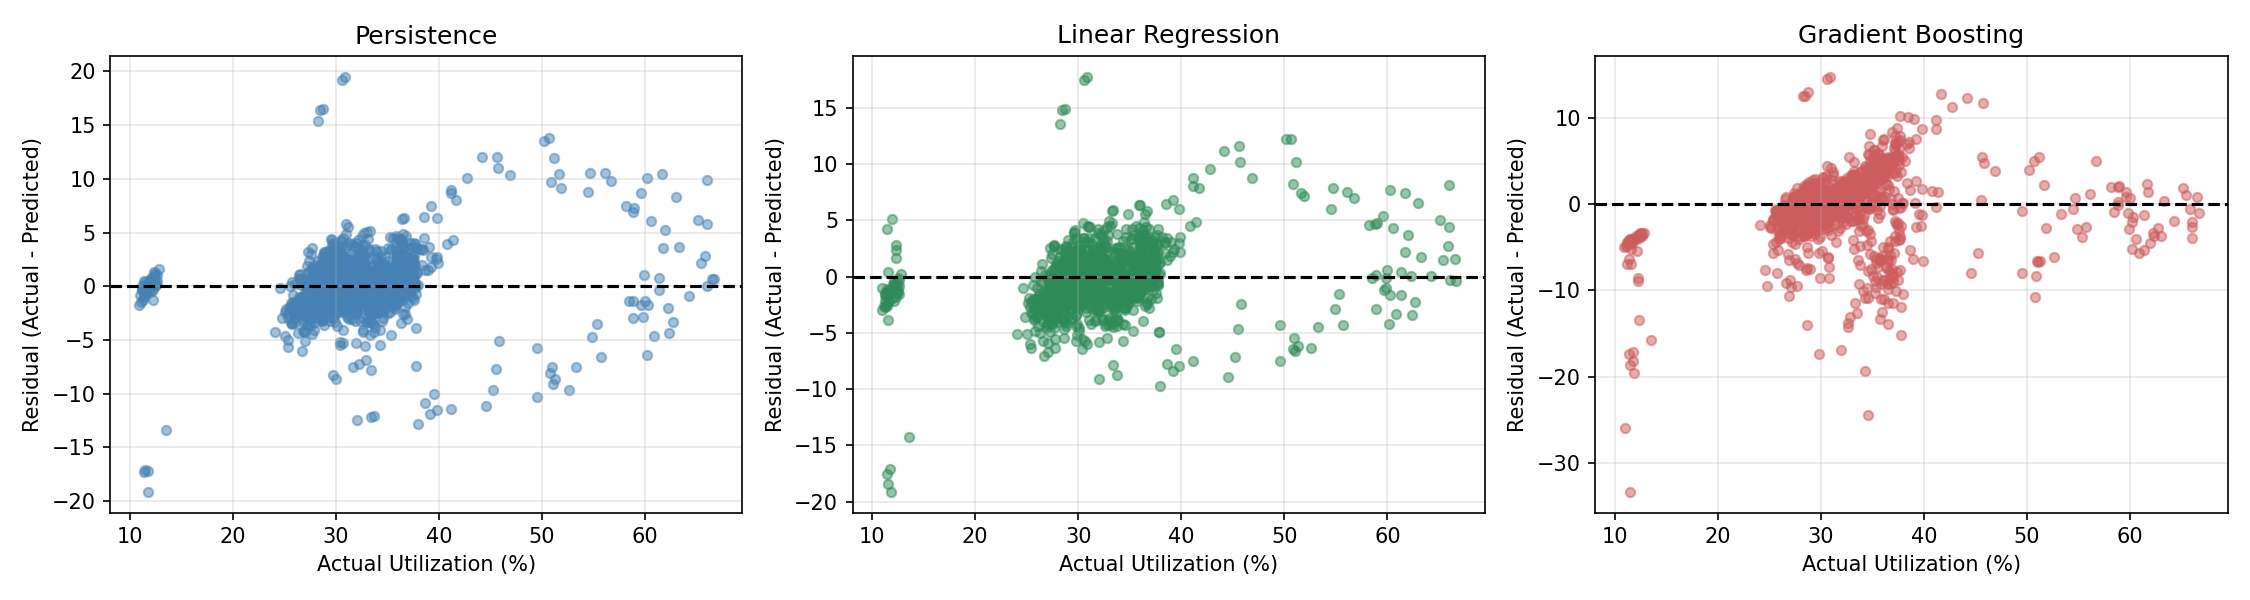 Persistence
Residual (Actual - Predicted)
20
15
10
5
0
−5
−10
−15
−20
10 20 30 40 50 60
Actual Utilization (%)
Linear Regression
Residual (Actual - Predicted)
15
10
5
0
−5
−10
−15
−20
10 20 30 40 50 60
Actual Utilization (%)
Gradient Boosting
Residual (Actual - Predicted)
10
0
−10
−20
−30
10 20 30 40 50 60
Actual Utilization (%)